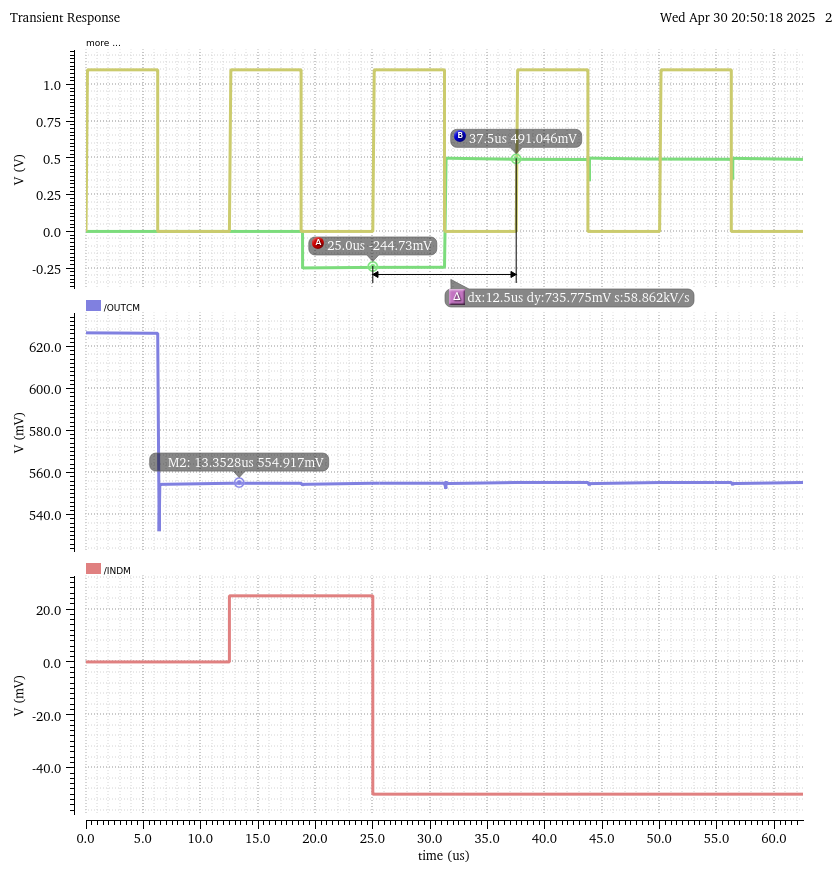 Transient Response
Wed Apr 30 20:50:18 2025 2
more ...
1.0
0.75
0.5
0.25
0.0
-0.25
V (V)
B 37.5us 491.046mV
A 25.0us -244.73mV
Δ dx:12.5us dy:735.775mV s:58.862kV/s
/OUTCM
620.0
600.0
580.0
560.0
540.0
V (mV)
M2: 13.3528us 554.917mV
/INDM
20.0
0.0
-20.0
-40.0
V (mV)
0.0 5.0 10.0 15.0 20.0 25.0 30.0 35.0 40.0 45.0 50.0 55.0 60.0
time (us)